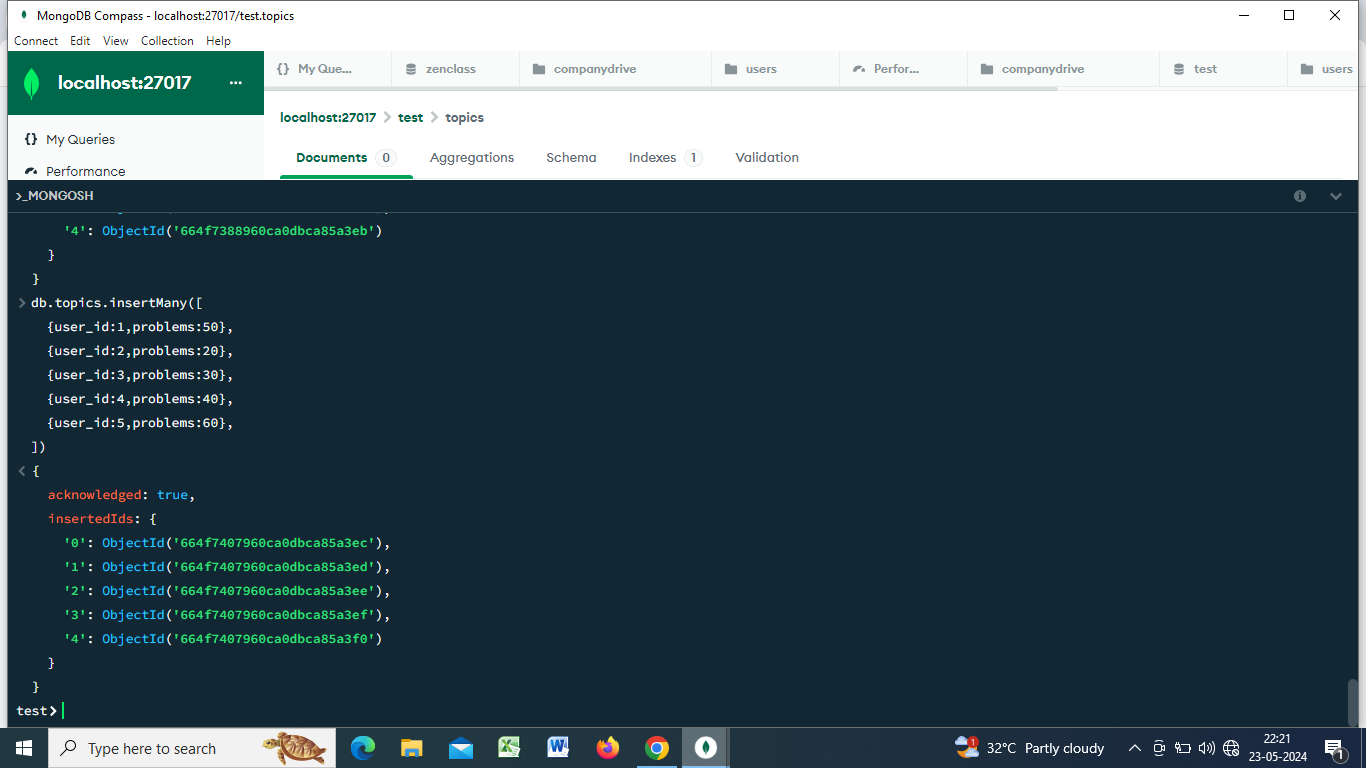 MongoDB Compass - localhost:27017/test.topics
Connect Edit View Collection Help
localhost:27017 ...
{} My Que... zenclass companydrive users Perfor... companydrive test users
localhost:27017 > test > topics
{} My Queries
Documents 0 Aggregations Schema Indexes 1 Validation
Performance
>_MONGOSH
'4': ObjectId('664f7388960ca0dbca85a3eb')
}
}
> db.topics.insertMany([
{user_id:1,problems:50},
{user_id:2,problems:20},
{user_id:3,problems:30},
{user_id:4,problems:40},
{user_id:5,problems:60},
])
< {
acknowledged: true,
insertedIds: {
'0': ObjectId('664f7407960ca0dbca85a3ec'),
'1': ObjectId('664f7407960ca0dbca85a3ed'),
'2': ObjectId('664f7407960ca0dbca85a3ee'),
'3': ObjectId('664f7407960ca0dbca85a3ef'),
'4': ObjectId('664f7407960ca0dbca85a3f0')
}
}
test>
Type here to search 1 32°C Partly cloudy 22:21
23-05-2024 1